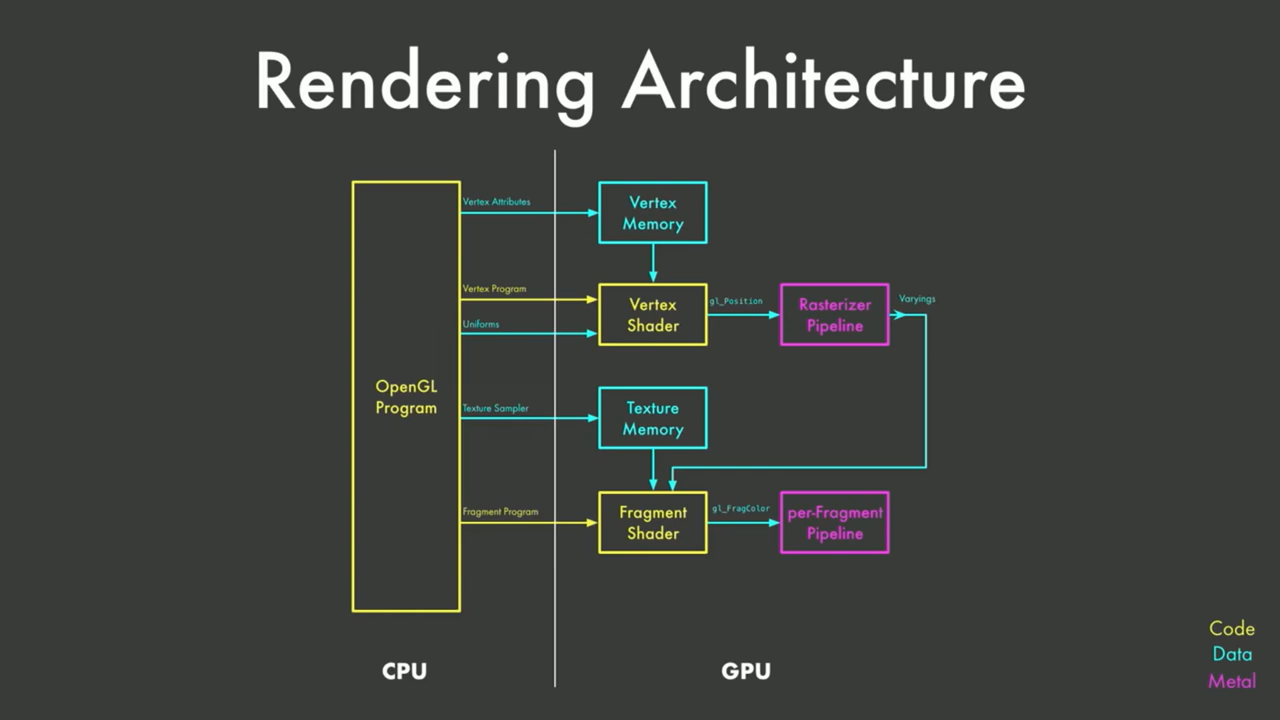 Rendering Architecture
Vertex Attributes
Vertex
Memory
Vertex Program
Vertex
Shader
Uniforms
gl_Position
Rasterizer
Pipeline
Varyings
OpenGL
Program
Texture Sampler
Texture
Memory
Fragment Program
Fragment
Shader
gl_FragColor
per-Fragment
Pipeline
CPU
GPU
Code
Data
Metal